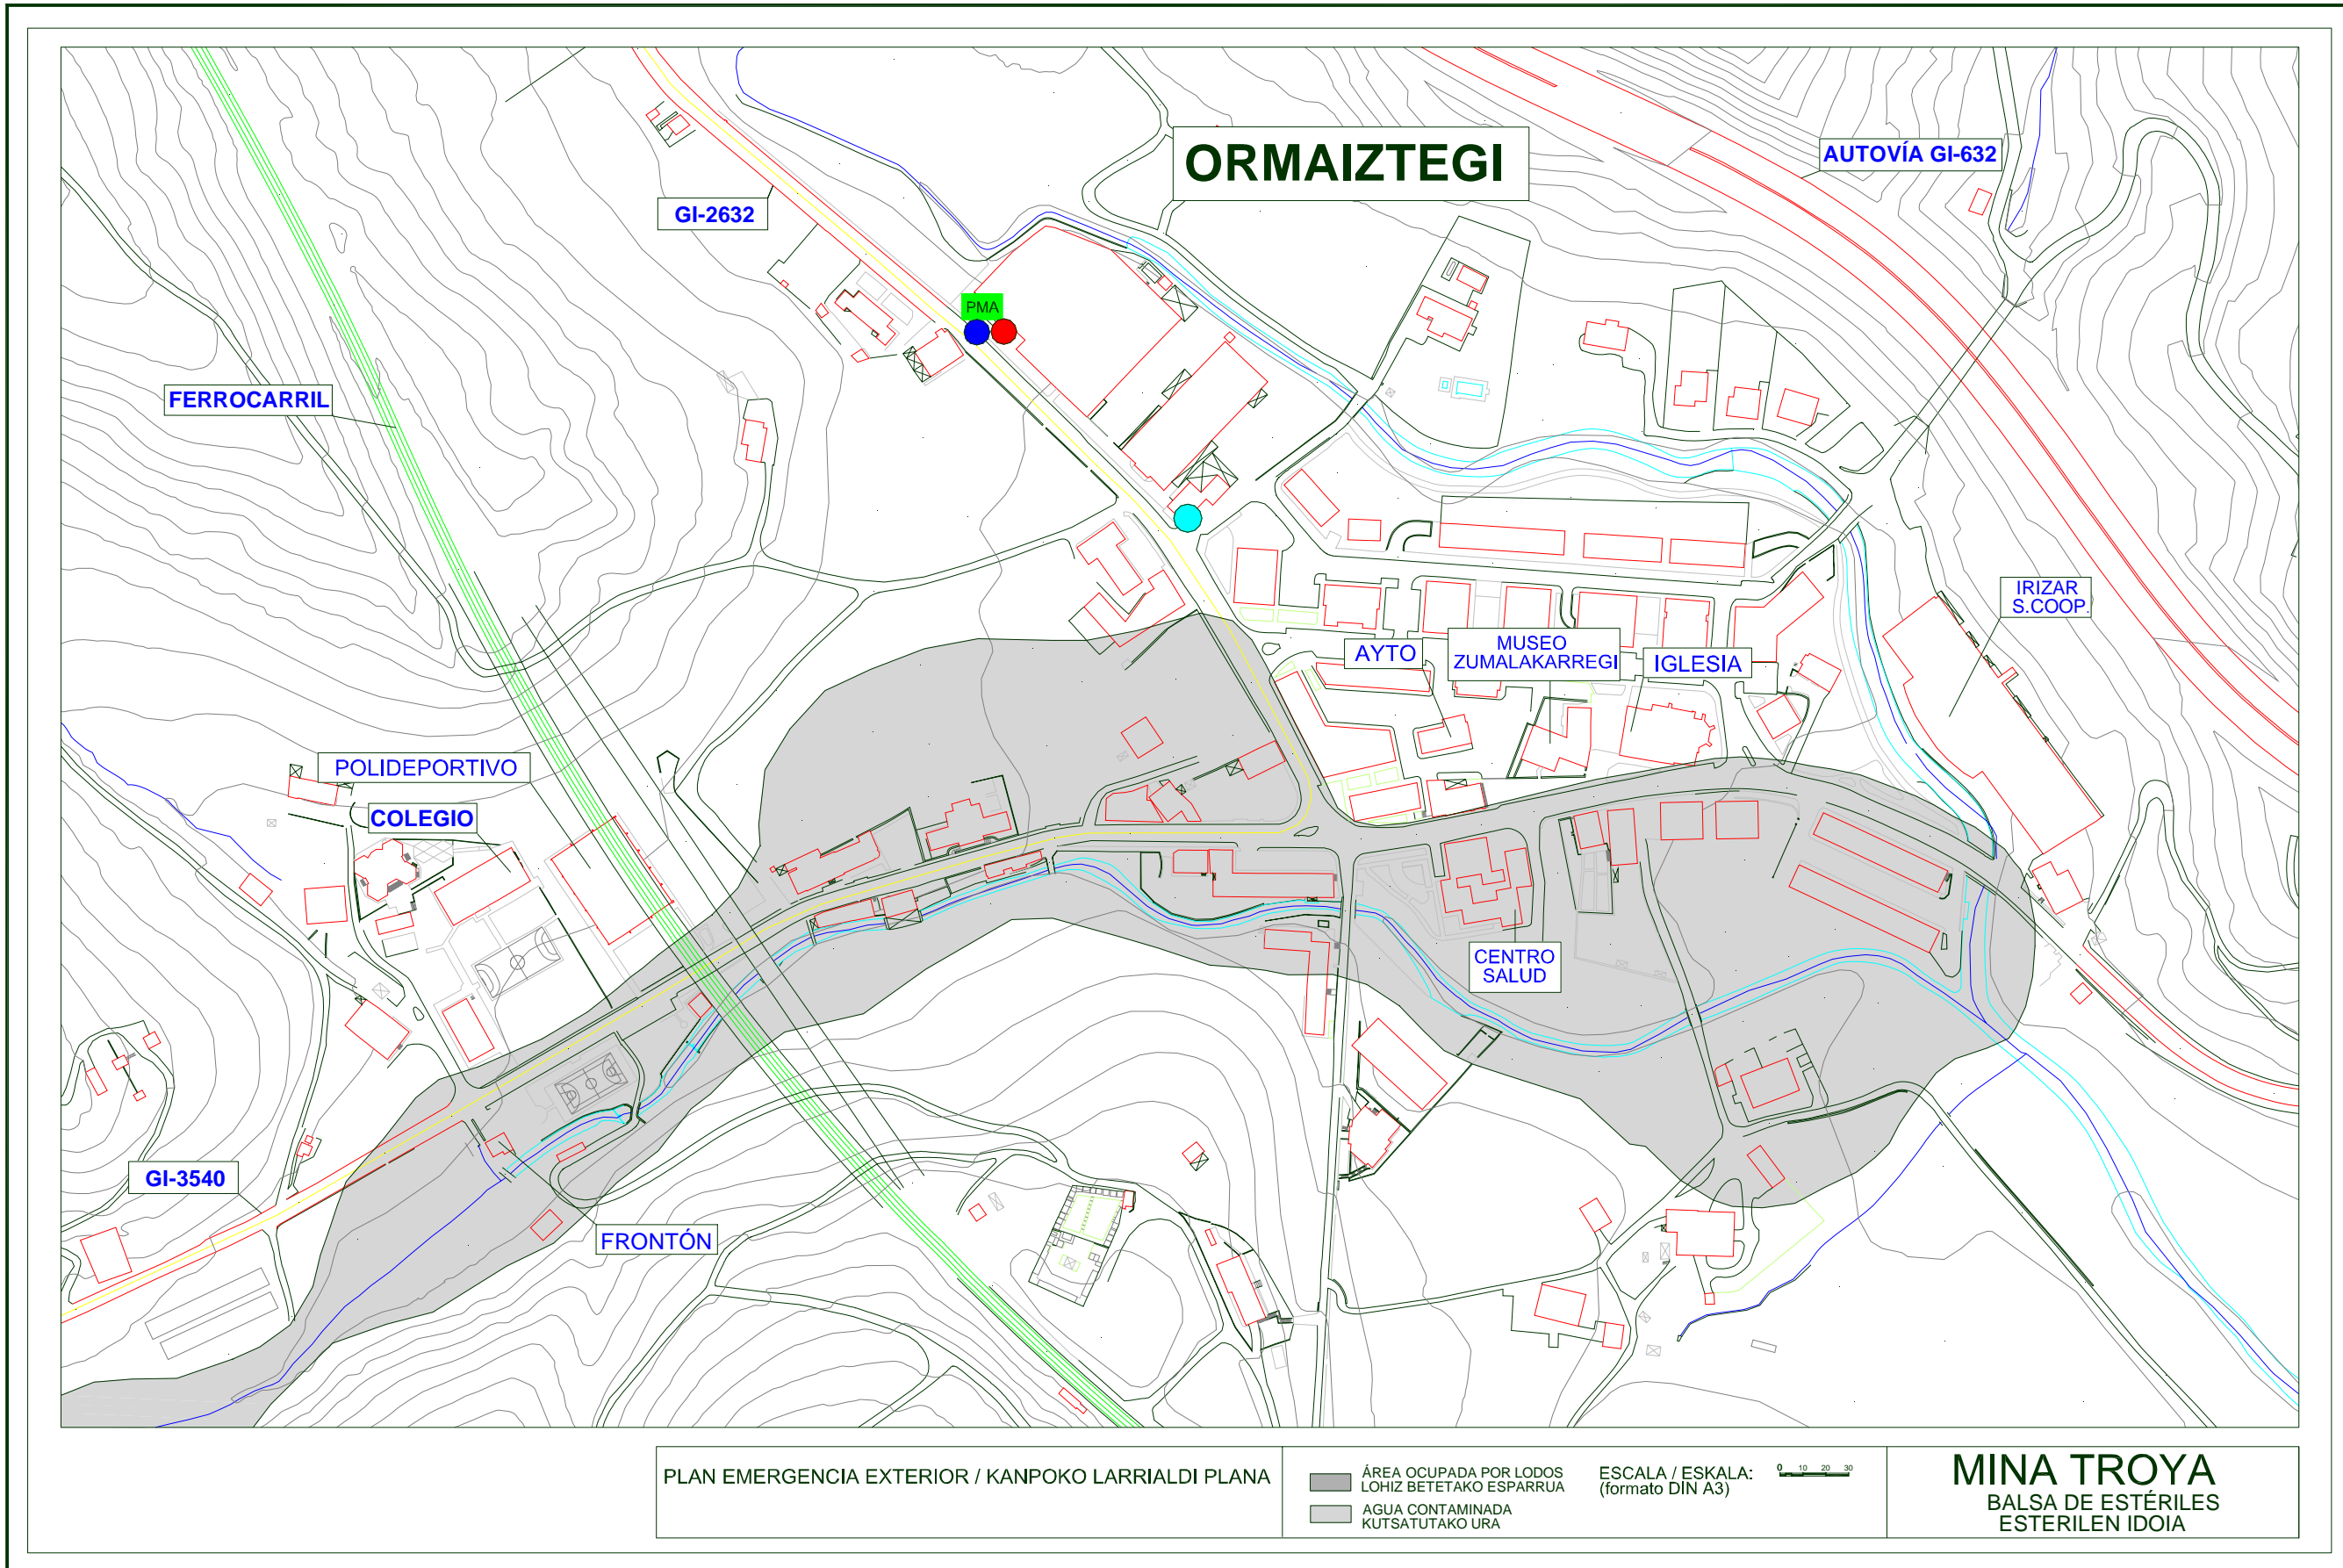 ORMAIZTEGI
AUTOVÍA GI-632
GI-2632
PMA
FERROCARRIL
IRIZAR
S.COOP.
AYTO
MUSEO
ZUMALAKARREGI
IGLESIA
POLIDEPORTIVO
COLEGIO
CENTRO
SALUD
GI-3540
FRONTÓN
PLAN EMERGENCIA EXTERIOR / KANPOKO LARRIALDI PLANA
ÁREA OCUPADA POR LODOS
LOHIZ BETETAKO ESPARRUA
AGUA CONTAMINADA
KUTSATUTAKO URA
ESCALA / ESKALA:
(formato DIN A3)
0 10 20 30
MINA TROYA
BALSA DE ESTÉRILES
ESTERILEN IDOIA